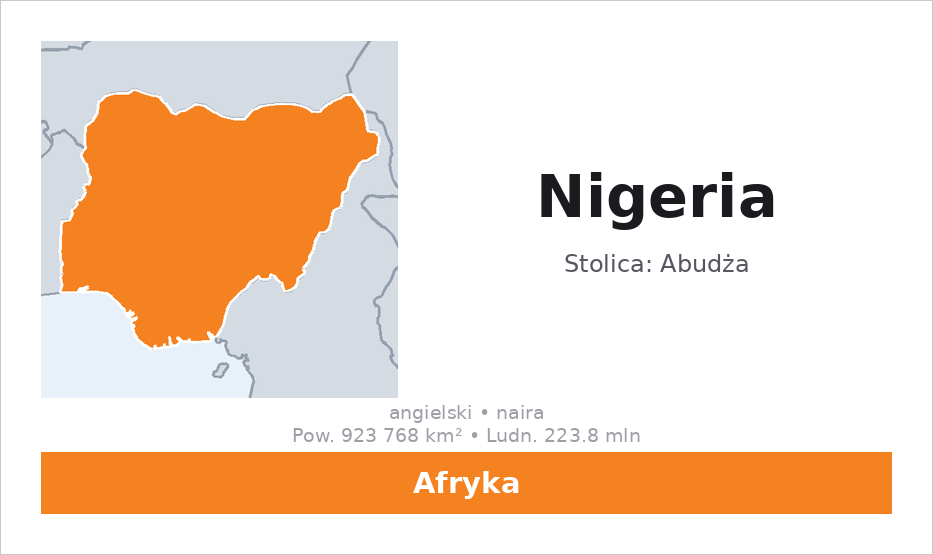 Nigeria
Stolica: Abudża
angielski • naira
Pow. 923 768 km² • Ludn. 223.8 mln
Afryka